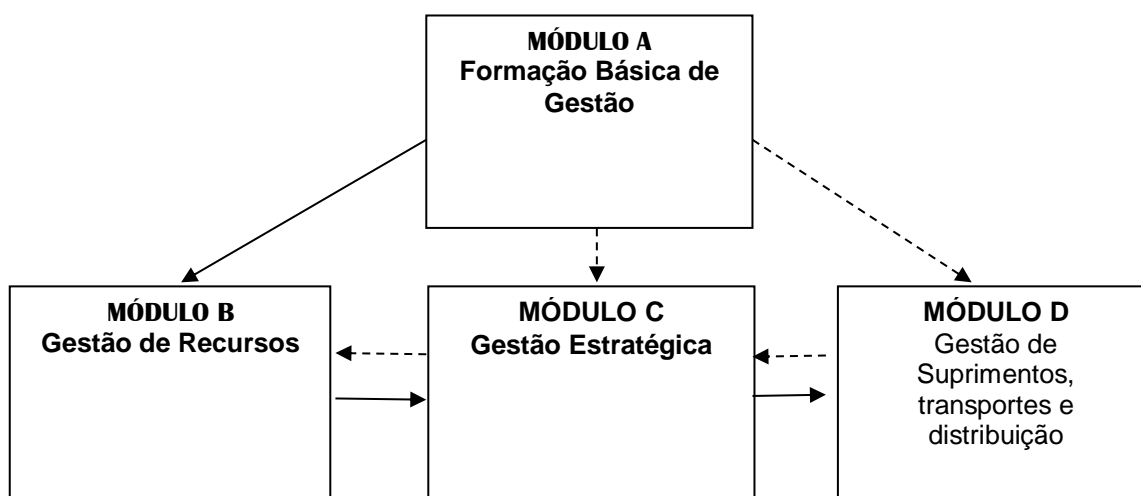 MÓDULO A
Formação Básica de
Gestão
MÓDULO B
Gestão de Recursos
MÓDULO C
Gestão Estratégica
MÓDULO D
Gestão de
Suprimentos,
transportes e
distribuição